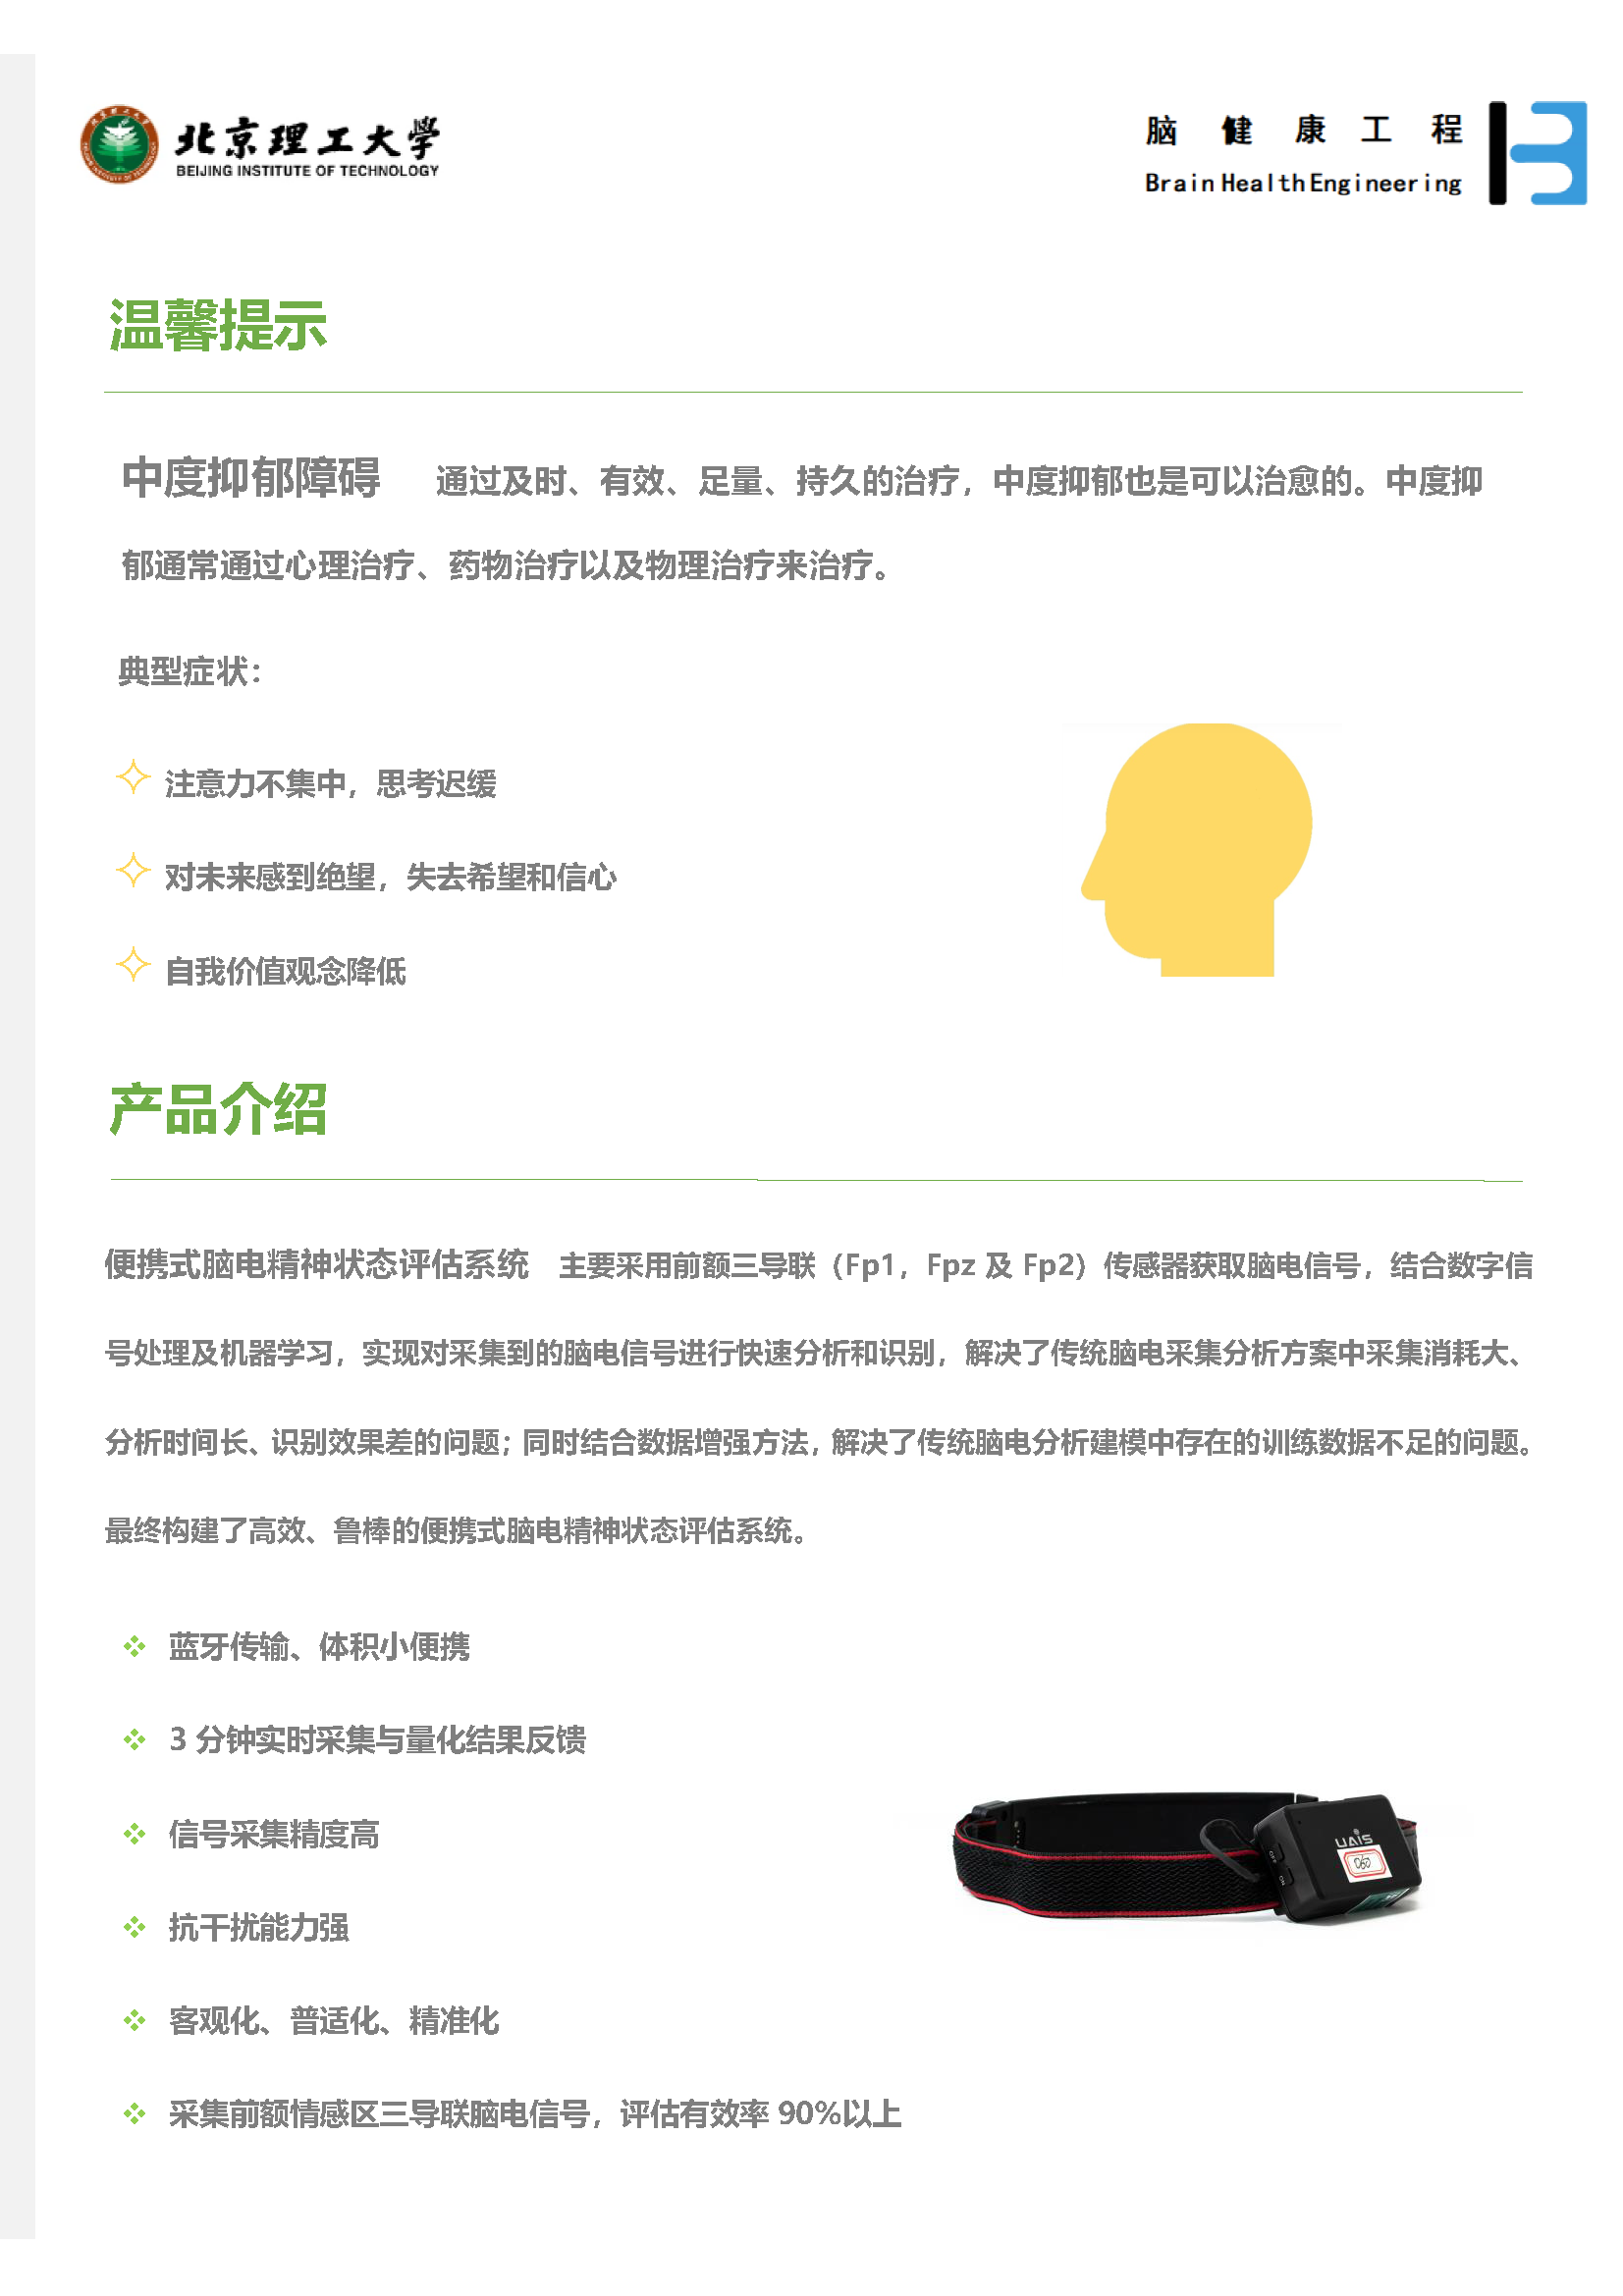 北京理工大学
BEIJING INSTITUTE OF TECHNOLOGY
脑健康工程
Brain Health Engineering
温馨提示
中度抑郁障碍 通过及时、有效、足量、持久的治疗，中度抑郁也是可以治愈的。中度抑
郁通常通过心理治疗、药物治疗以及物理治疗来治疗。
典型症状：
注意力不集中，思考迟缓
对未来感到绝望，失去希望和信心
自我价值观念降低
产品介绍
便携式脑电精神状态评估系统 主要采用前额三导联（Fp1，Fpz 及 Fp2）传感器获取脑电信号，结合数字信
号处理及机器学习，实现对采集到的脑电信号进行快速分析和识别，解决了传统脑电采集分析方案中采集消耗大、
分析时间长、识别效果差的问题；同时结合数据增强方法，解决了传统脑电分析建模中存在的训练数据不足的问题。
最终构建了高效、鲁棒的便携式脑电精神状态评估系统。
蓝牙传输、体积小便携
3 分钟实时采集与量化结果反馈
信号采集精度高
抗干扰能力强
客观化、普适化、精准化
采集前额情感区三导联脑电信号，评估有效率 90%以上
UAIS
060
OFF
ON